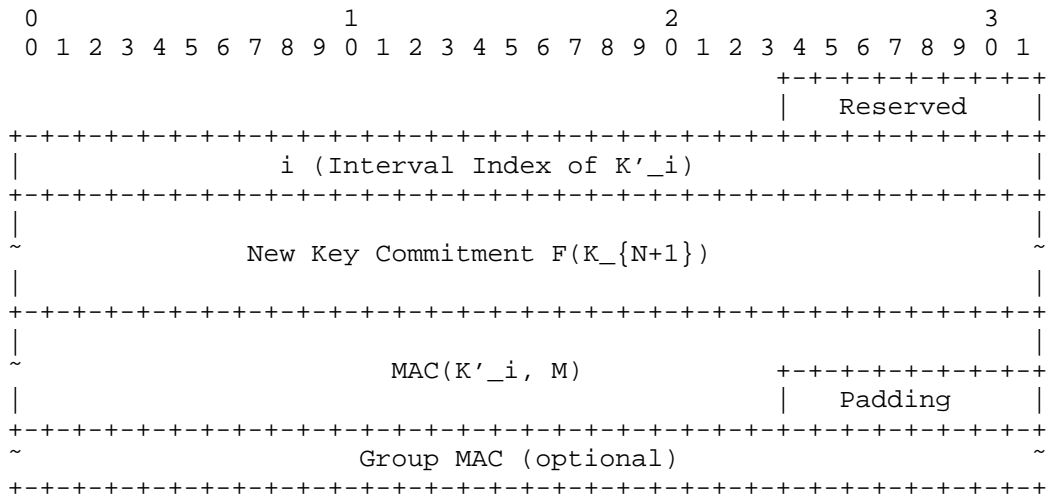 0 1 2 3
0 1 2 3 4 5 6 7 8 9 0 1 2 3 4 5 6 7 8 9 0 1 2 3 4 5 6 7 8 9 0 1
+-+-+-+-+-+-+-+-+
| Reserved |
+-+-+-+-+-+-+-+-+-+-+-+-+-+-+-+-+-+-+-+-+-+-+-+-+-+-+-+-+-+-+-+-+
| i (Interval Index of K’_i) |
+-+-+-+-+-+-+-+-+-+-+-+-+-+-+-+-+-+-+-+-+-+-+-+-+-+-+-+-+-+-+-+-+
| |
~ New Key Commitment F(K_{N+1}) ~
| |
+-+-+-+-+-+-+-+-+-+-+-+-+-+-+-+-+-+-+-+-+-+-+-+-+-+-+-+-+-+-+-+-+
| |
~ MAC(K’_i, M) +-+-+-+-+-+-+-+-+
| | Padding |
+-+-+-+-+-+-+-+-+-+-+-+-+-+-+-+-+-+-+-+-+-+-+-+-+-+-+-+-+-+-+-+-+
~ Group MAC (optional) ~
+-+-+-+-+-+-+-+-+-+-+-+-+-+-+-+-+-+-+-+-+-+-+-+-+-+-+-+-+-+-+-+-+